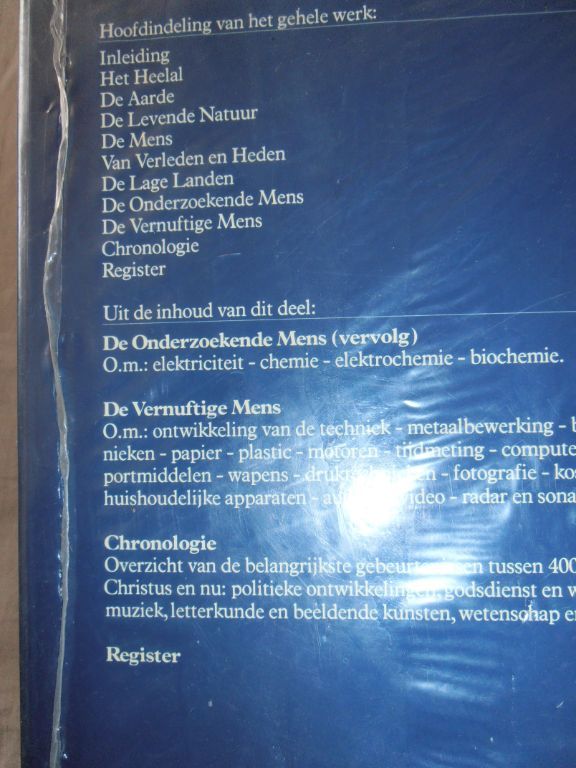 Hoofdindeling van het gehele werk:
Inleiding
Het Heelal
De Aarde
De Levende Natuur
De Mens
Van Verleden en Heden
De Lage Landen
De Onderzoekende Mens
De Vernuftige Mens
Chronologie
Register
Uit de inhoud van dit deel:
De Onderzoekende Mens (vervolg)
O.m.: elektriciteit - chemie - elektrochemie - biochemie.
De Vernuftige Mens
O.m.: ontwikkeling van de techniek - metaalbewerking -
nieken - papier - plastic - motoren - tijdmeting - compute
portmiddelen - wapens - - fotografie -
huishoudelijke apparaten - - radar en sona
Chronologie
Overzicht van de belangrijkste tussen 400
Christus en nu: politieke ontwikkelingen, godsdienst en w
muziek, letterkunde en beeldende kunsten, wetenschap en
Register